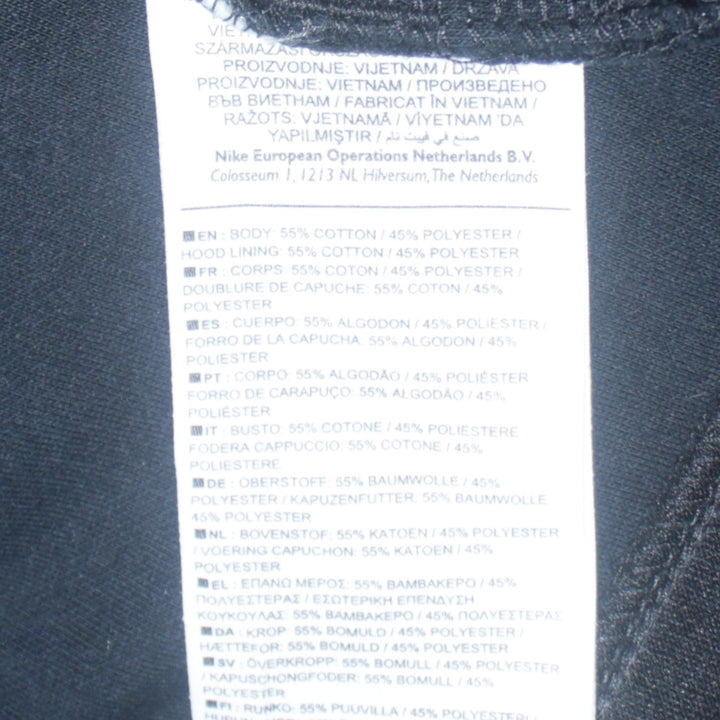 VIET
SZÁRMAZÁSI
PROIZVODNJE: VIJETNAM / DRŽAVA
PROIZVODNJE: VIETNAM / ПРОИЗВЕДЕНО
ВЪВ ВИЕТНАМ / FABRICAT ÎN VIETNAM /
RAŽOTS: VJETNAMĀ / VİYETNAM 'DA
YAPILMIŞTIR / صنع في فييت نام
Nike European Operations Netherlands B.V.
Colosseum 1, 1213 NL Hilversum, The Netherlands
EN : BODY: 55% COTTON / 45% POLYESTER /
HOOD LINING: 55% COTTON / 45% POLYESTER
FR : CORPS: 55% COTON / 45% POLYESTER /
DOUBLURE DE CAPUCHE: 55% COTON / 45%
POLYESTER
ES : CUERPO: 55% ALGODON / 45% POLIESTER /
FORRO DE LA CAPUCHA: 55% ALGODON / 45%
POLIESTER
PT : CORPO: 55% ALGODÃO / 45% POLIÉSTER
FORRO DE CARAPUÇO: 55% ALGODÃO / 45%
POLIÉSTER
IT : BUSTO: 55% COTONE / 45% POLIESTERE
FODERA CAPPUCCIO: 55% COTONE / 45%
POLIESTERE
DE : OBERSTOFF: 55% BAUMWOLLE / 45%
POLYESTER / KAPUZENFUTTER: 55% BAUMWOLLE
45% POLYESTER
NL : BOVENSTOF: 55% KATOEN / 45% POLYESTER
/ VOERING CAPUCHON: 55% KATOEN / 45%
POLYESTER
EL : ΕΠΑΝΩ ΜΕΡΟΣ: 55% ΒΑΜΒΑΚΕΡΟ / 45%
ΠΟΛΥΕΣΤΕΡΑΣ / ΕΣΩΤΕΡΙΚΗ ΕΠΕΝΔΥΣΗ
ΚΟΥΚΟΥΛΑΣ: 55% ΒΑΜΒΑΚΕΡΟ / 45% ΠΟΛΥΕΣΤΕΡΑΣ
DA : KROP: 55% BOMULD / 45% POLYESTER /
HÆTTEFOR: 55% BOMULD / 45% POLYESTER
SV : ÖVERKROPP: 55% BOMULL / 45% POLYESTER
/ KAPUSCHONGFODER: 55% BOMULL / 45%
POLYESTER
FI : RUNKO: 55% PUUVILLA / 45% POLYESTERI /